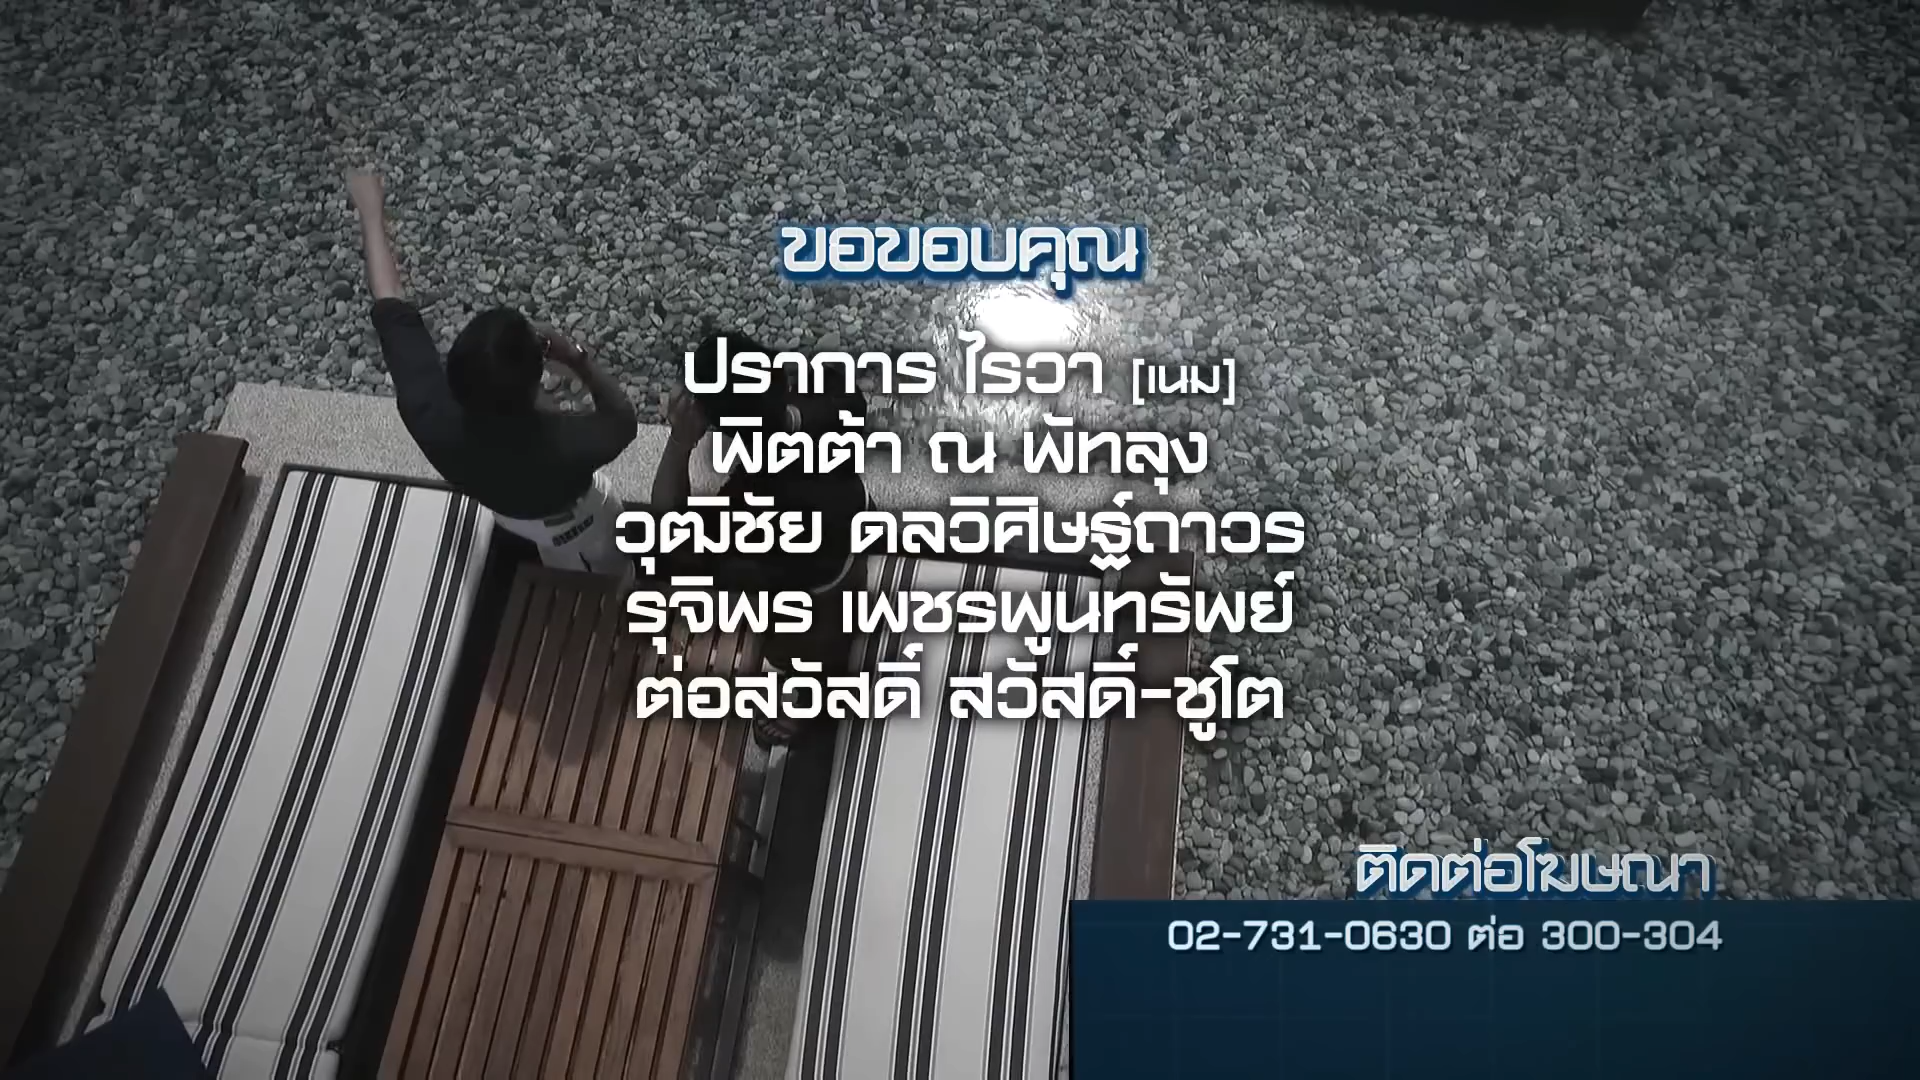 ขอขอบคุณ
ปราการ ไรวา [เนม]
พิตต้า ณ พัทลุง
วุฒิชัย ดลวิศิษฐ์ถาวร
รุจิพร เพชรพูนทรัพย์
ต่อสวัสดิ์ สวัสดิ์-ชูโต
ติดต่อโฆษณา
02-731-0630 ต่อ 300-304